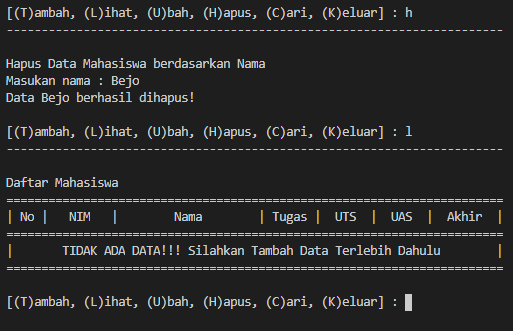 [(T)ambah, (L)ihat, (U)bah, (H)apus, (C)ari, (K)eluar] : h
-----------------------------------------------------------------------
Hapus Data Mahasiswa berdasarkan Nama
Masukan nama : Bejo
Data Bejo berhasil dihapus!
[(T)ambah, (L)ihat, (U)bah, (H)apus, (C)ari, (K)eluar] : l
-----------------------------------------------------------------------
Daftar Mahasiswa
=======================================================================
| No |   NIM   |        Nama        | Tugas |  UTS  |  UAS  |  Akhir  |
=======================================================================
|       TIDAK ADA DATA!!! Silahkan Tambah Data Terlebih Dahulu        |
=======================================================================
[(T)ambah, (L)ihat, (U)bah, (H)apus, (C)ari, (K)eluar] :